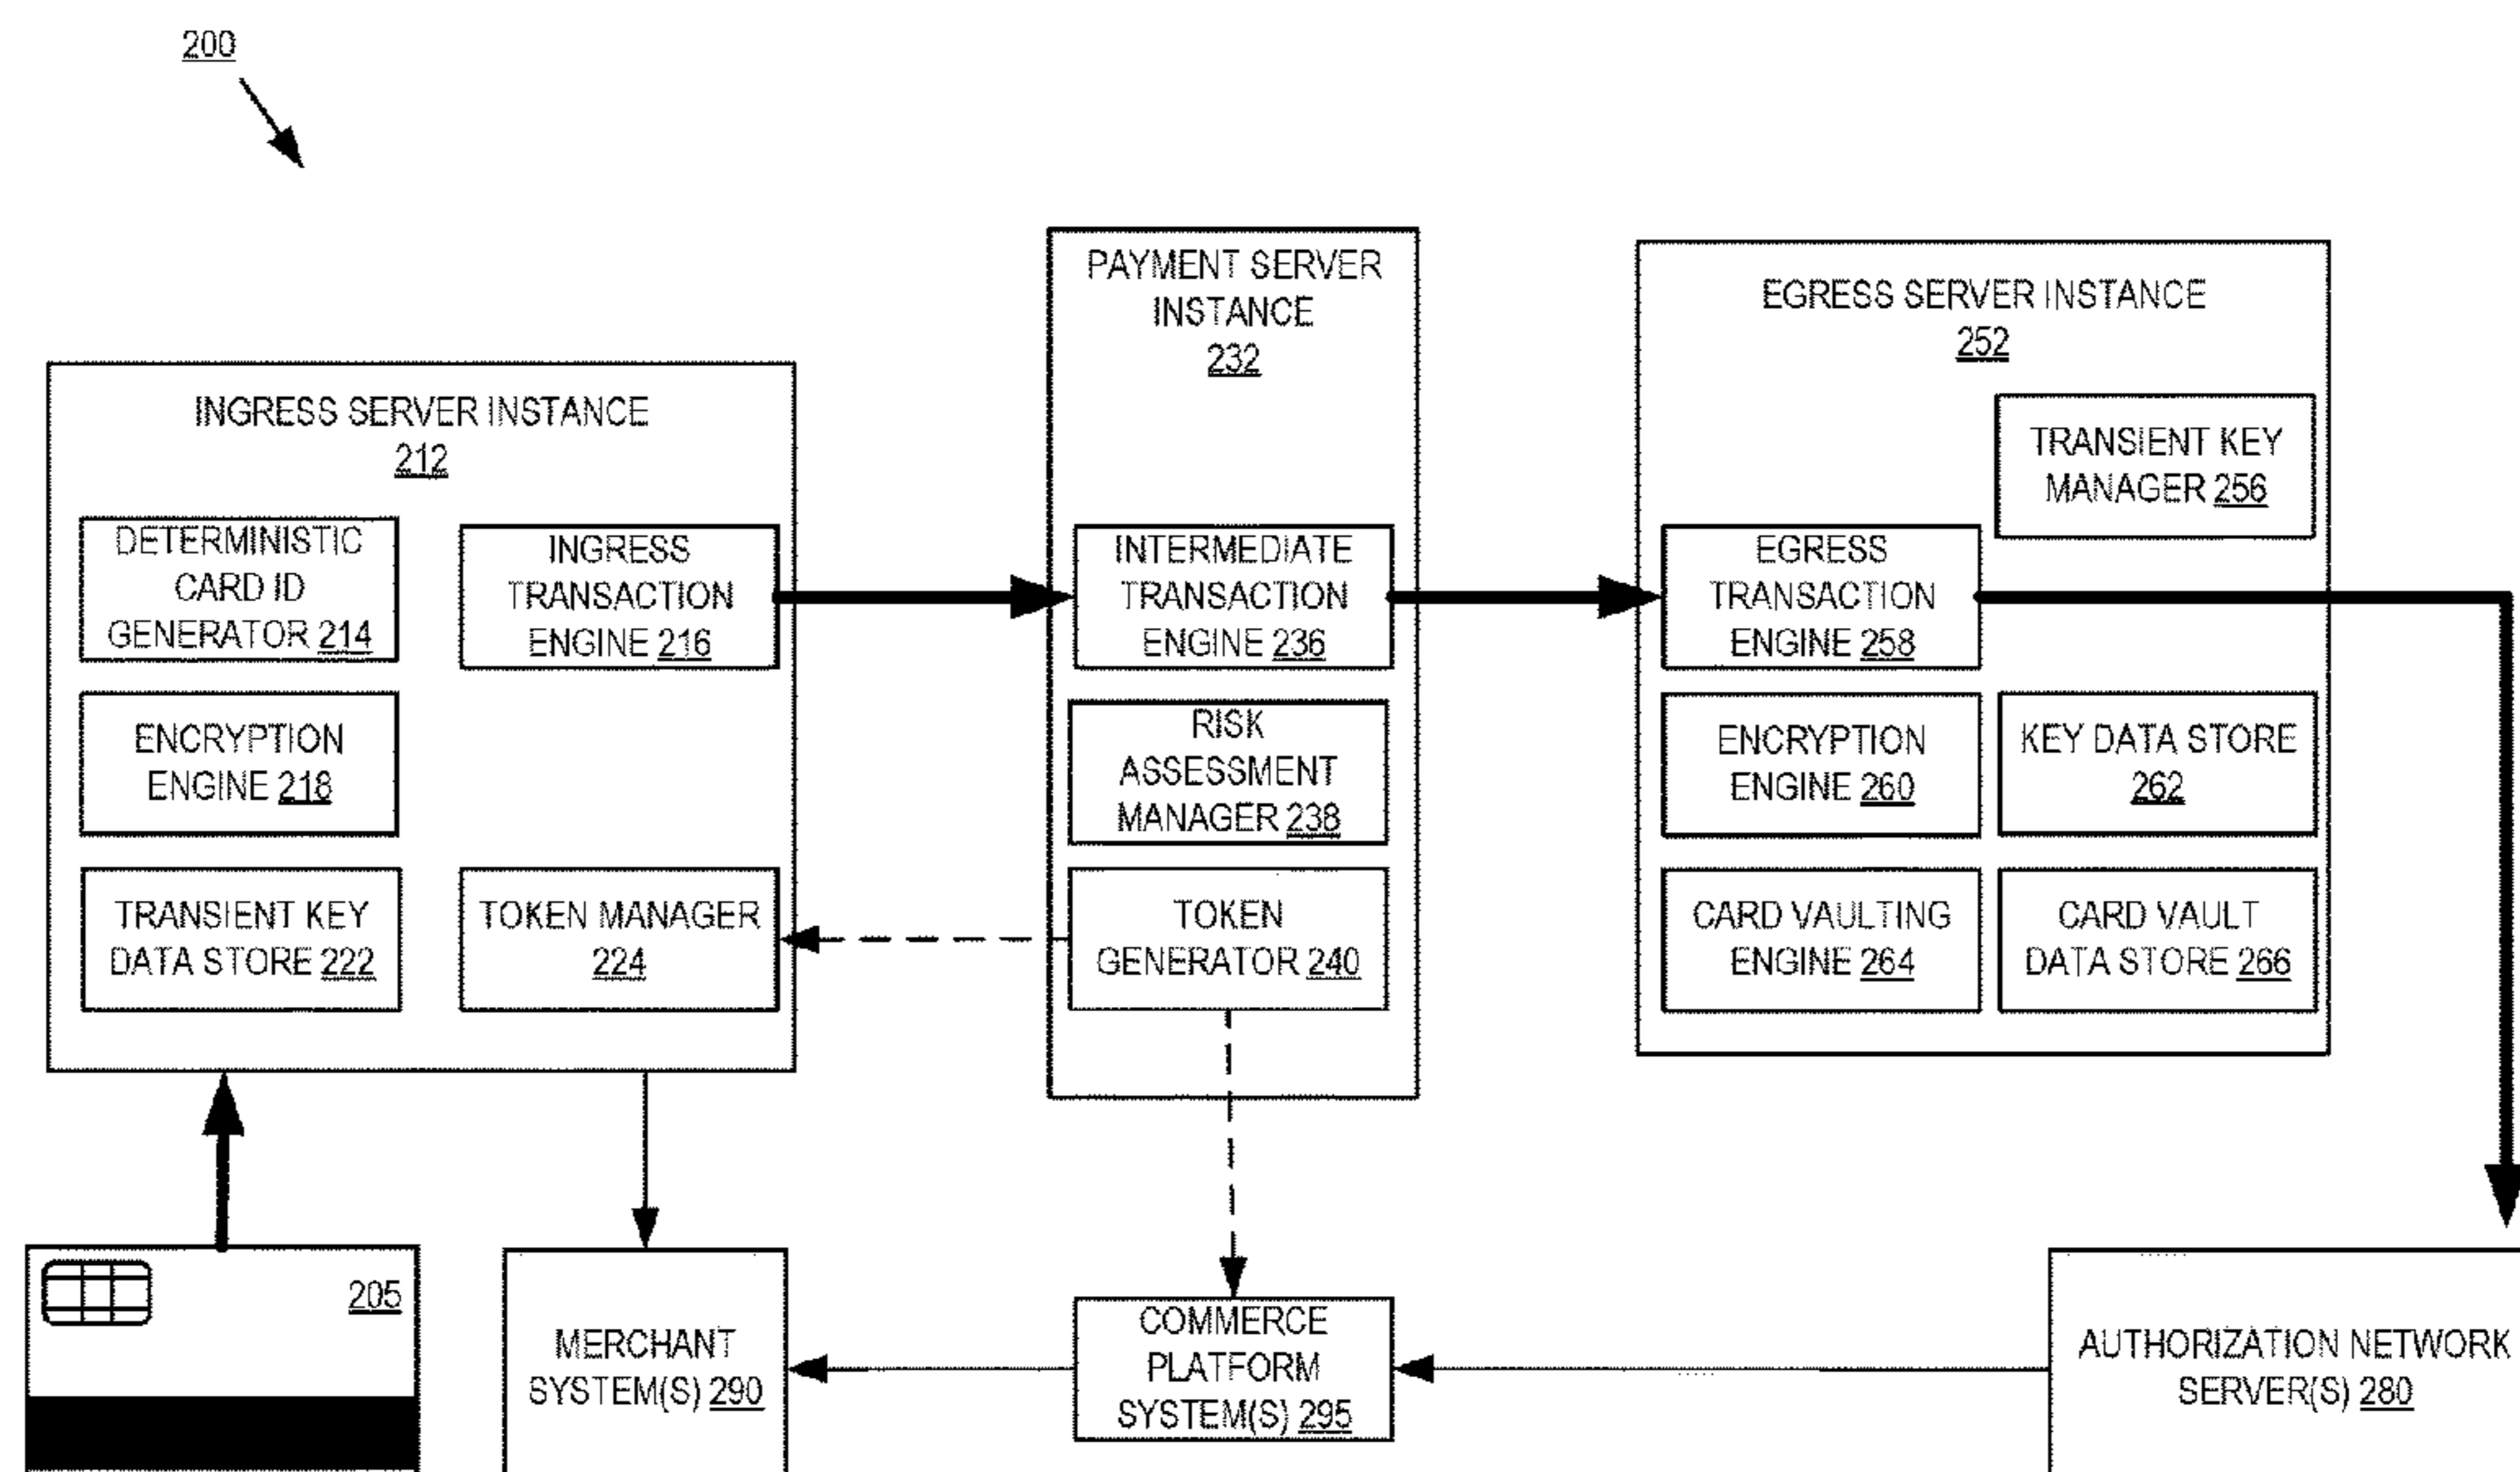 200
PAYMENT SERVER
INSTANCE
232
EGRESS SERVER INSTANCE
252
INGRESS SERVER INSTANCE
212
TRANSIENT KEY
MANAGER 256
DETERMINISTIC
CARD ID
GENERATOR 214
INGRESS
TRANSACTION
ENGINE 216
INTERMEDIATE
TRANSACTION
ENGINE 236
EGRESS
TRANSACTION
ENGINE 258
ENCRYPTION
ENGINE 218
RISK
ASSESSMENT
MANAGER 238
ENCRYPTION
ENGINE 260
KEY DATA STORE
262
TRANSIENT KEY
DATA STORE 222
TOKEN MANAGER
224
TOKEN
GENERATOR 240
CARD VAULTING
ENGINE 264
CARD VAULT
DATA STORE 266
205
MERCHANT
SYSTEM(S) 290
COMMERCE
PLATFORM
SYSTEM(S) 295
AUTHORIZATION NETWORK
SERVER(S) 280